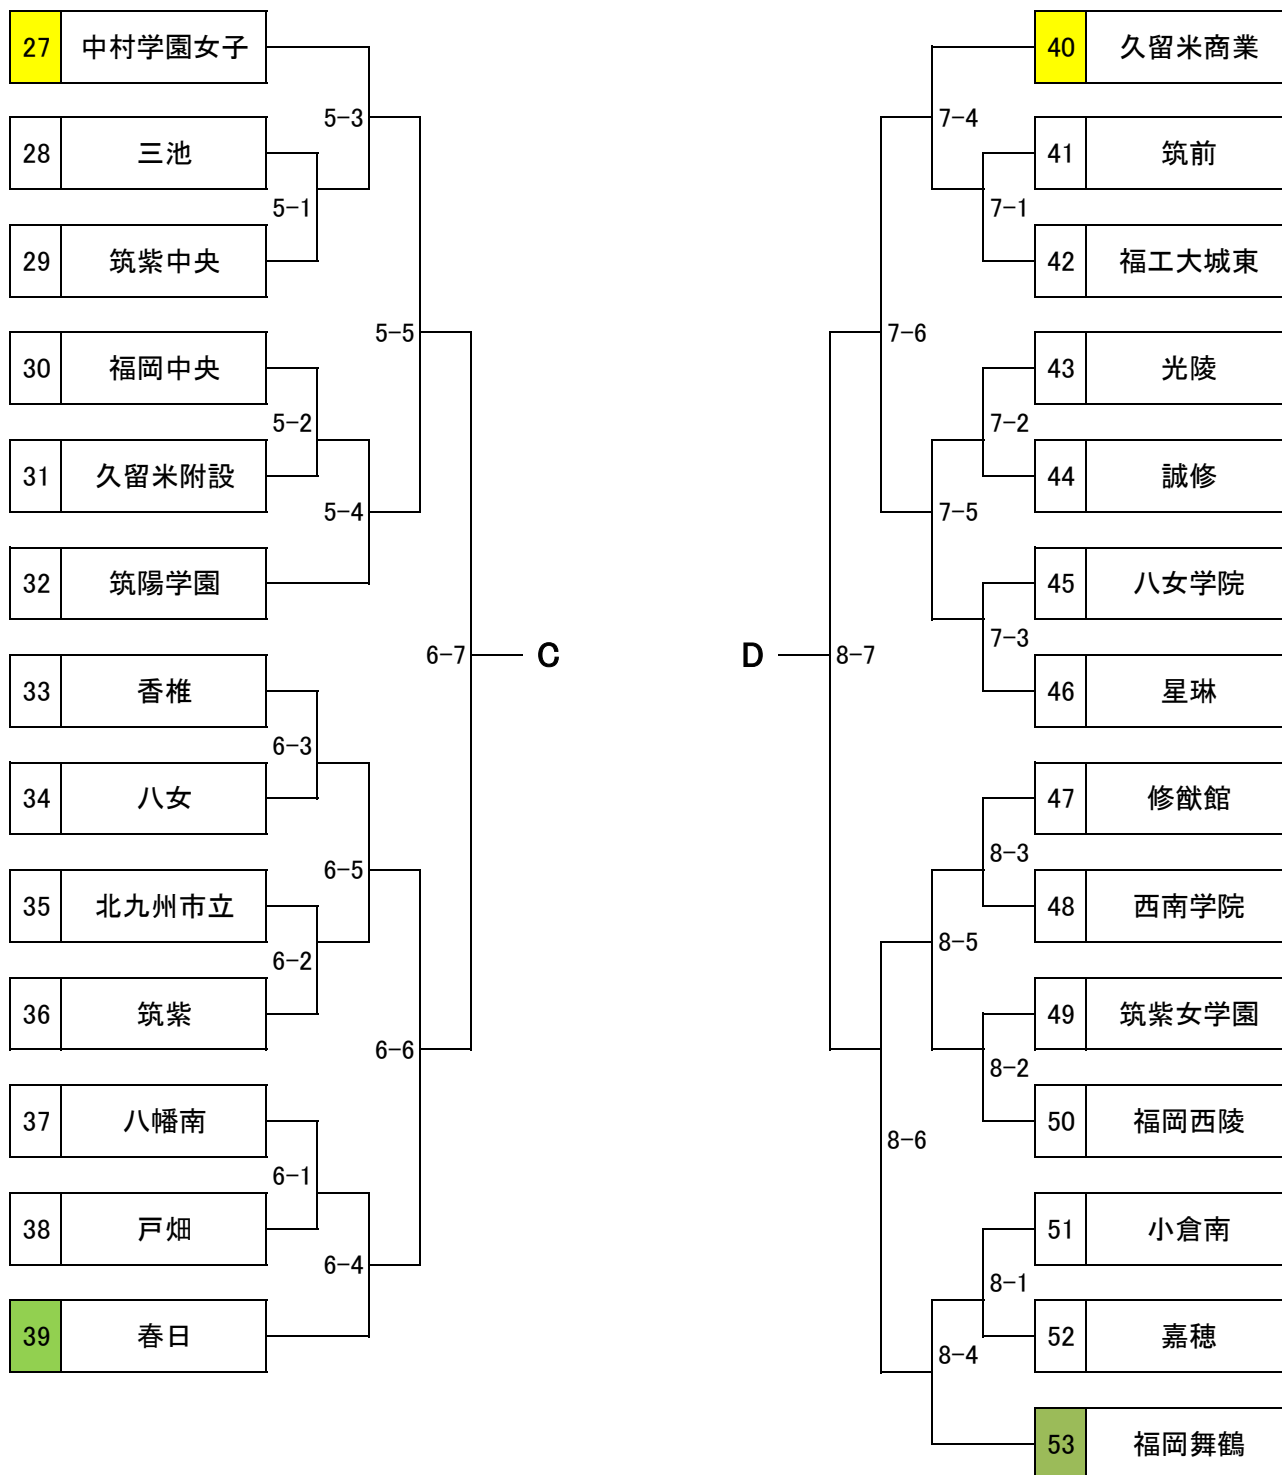 27 中村学園女子
5-3
28 三池
5-1
29 筑紫中央
5-5
30 福岡中央
5-2
31 久留米附設
5-4
32 筑陽学園
6-7 C
33 香椎
6-3
34 八女
6-5
35 北九州市立
6-2
36 筑紫
6-6
37 八幡南
6-1
38 戸畑
6-4
39 春日
40 久留米商業
7-4
41 筑前
7-1
42 福工大城東
7-6
43 光陵
7-2
44 誠修
7-5
45 八女学院
7-3
D 8-7
46 星琳
47 修猷館
8-3
48 西南学院
8-5
49 筑紫女学園
8-2
50 福岡西陵
8-6
51 小倉南
8-1
52 嘉穂
8-4
53 福岡舞鶴